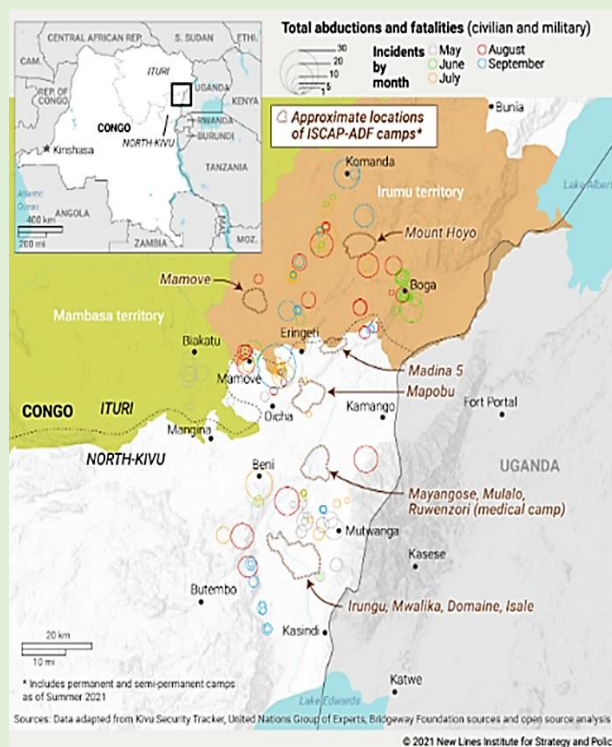 Total abductions and fatalities (civilian and military)
30
20
10
5
1
Incidents
by
month
May
June
July
August
September
CENTRAL AFRICAN REP.
S. SUDAN
ETHI.
CAM.
ITURI
UGANDA
REP. OF
CONGO
KENYA
CONGO
RWANDA
BURUNDI
NORTH-KIVU
Kinshasa
TANZANIA
Atlantic
Ocean
ANGOLA
400 km
200 mi
ZAMBIA
MOZ.
Approximate locations
of ISCAP-ADF camps*
Bunia
Komanda
Lake Albert
Irumu territory
Mount Hoyo
Mamove
Boga
Mambasa territory
Biakatu
Eringeti
Madina 5
Mamove
Mapobu
CONGO
ITURI
Oicha
Kamango
Fort Portal
Mangina
NORTH-KIVU
UGANDA
Beni
Mayangose, Mulalo,
Ruwenzori (medical camp)
Mutwanga
Kasese
Butembo
Irungu, Mwalika, Domaine, Isale
Kasindi
20 km
10 mi
Katwe
* Includes permanent and semi-permanent camps
as of Summer 2021
Lake Edwards
Sources: Data adapted from Kivu Security Tracker, United Nations Group of Experts, Bridgeway Foundation sources and open source analysis
© 2021 New Lines Institute for Strategy and Polic